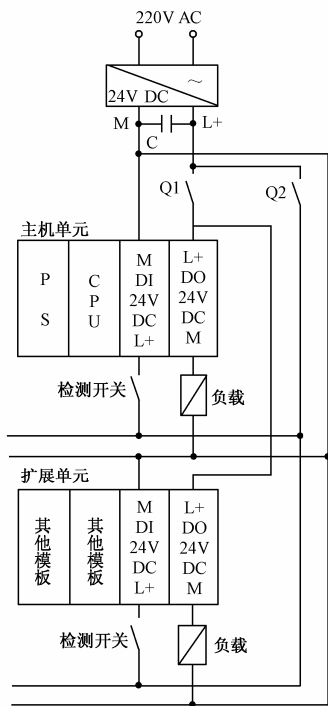 220V AC
24V DC ~
M L+
C
Q1 Q2
主机单元
P S
C P U
M DI 24V DC L+
L+ DO 24V DC M
检测开关
负载
扩展单元
其他模板
其他模板
M DI 24V DC L+
L+ DO 24V DC M
检测开关
负载